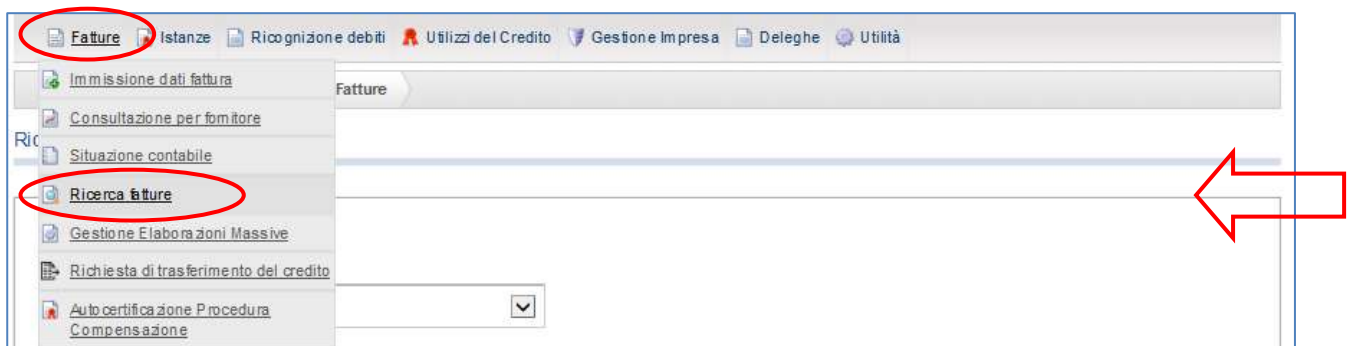 Fatture Istanze Ricognizione debiti Utilizzi del Credito Gestione Impresa Deleghe Utilità
Immissione dati fattura
Fatture
Consultazione per fornitore
Ric
Situazione contabile
Ricerca fatture
Gestione Elaborazioni Massive
Richiesta di trasferimento del credito
Autocertificazione Procedura
Compensazione